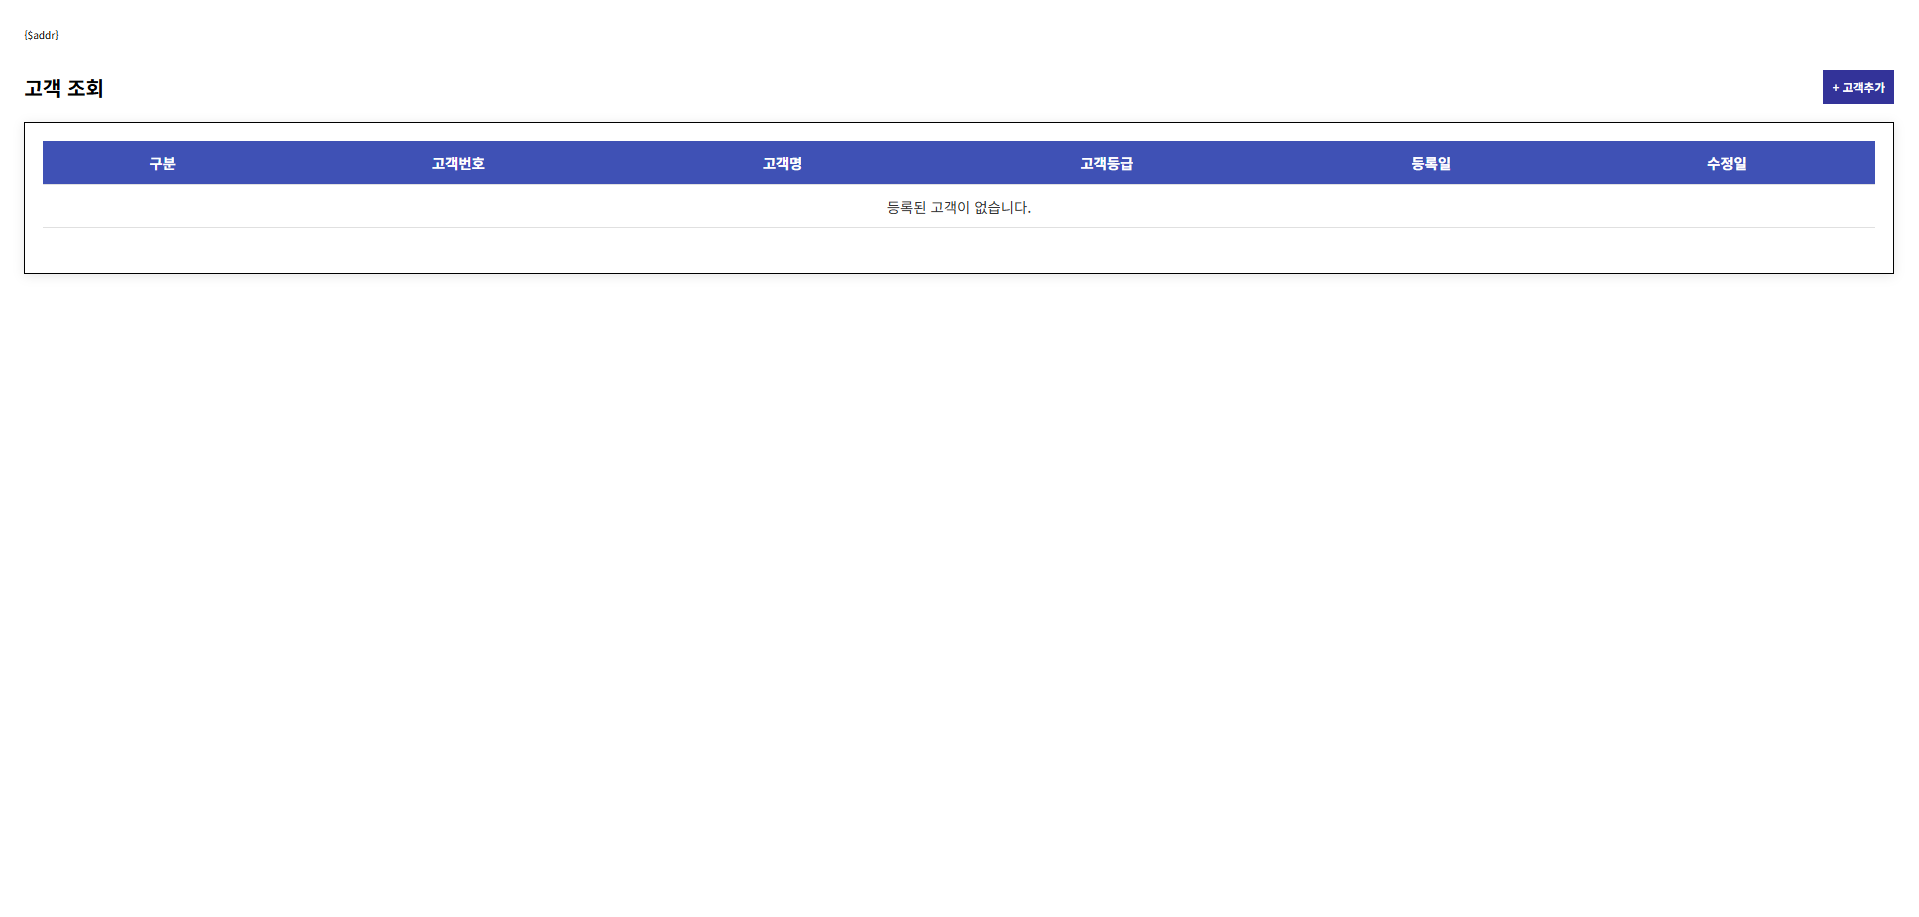 {$addr}
고객 조회
+ 고객추가
구분 고객번호 고객명 고객등급 등록일 수정일
등록된 고객이 없습니다.